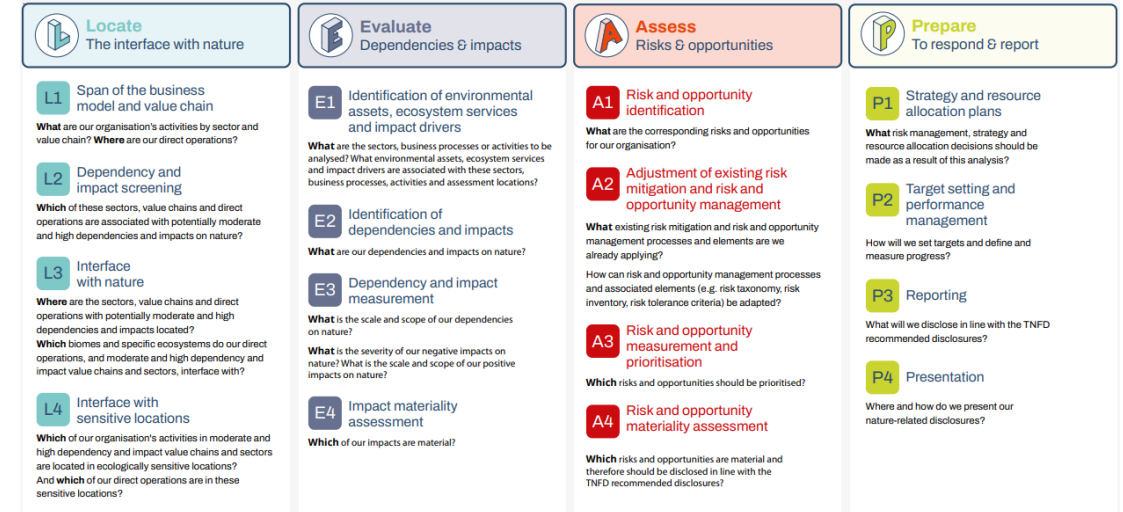 Locate
The interface with nature
L1
Span of the business
model and value chain
What are our organisation's activities by sector and
value chain? Where are our direct operations?
L2
Dependency and
impact screening
Which of these sectors, value chains and direct
operations are associated with potentially moderate
and high dependencies and impacts on nature?
L3
Interface
with nature
Where are the sectors, value chains and direct
operations with potentially moderate and high
dependencies and impacts located?
Which biomes and specific ecosystems do our direct
operations, and moderate and high dependency and
impact value chains and sectors, interface with?
L4
Interface with
sensitive locations
Which of our organisation's activities in moderate and
high dependency and impact value chains and sectors
are located in ecologically sensitive locations?
And which of our direct operations are in these
sensitive locations?
Evaluate
Dependencies & impacts
E1
Identification of environmental
assets, ecosystem services
and impact drivers
What are the sectors, business processes or activities to be
analysed? What environmental assets, ecosystem services
and impact drivers are associated with these sectors,
business processes, activities and assessment locations?
E2
Identification of
dependencies and impacts
What are our dependencies and impacts on nature?
E3
Dependency and impact
measurement
What is the scale and scope of our dependencies
on nature?
What is the severity of our negative impacts on
nature? What is the scale and scope of our positive
impacts on nature?
E4
Impact materiality
assessment
Which of our impacts are material?
Assess
Risks & opportunities
A1
Risk and opportunity
identification
What are the corresponding risks and opportunities
for our organisation?
A2
Adjustment of existing risk
mitigation and risk and
opportunity management
What existing risk mitigation and risk and opportunity
management processes and elements are we
already applying?
How can risk and opportunity management processes
and associated elements (e.g. risk taxonomy, risk
inventory, risk tolerance criteria) be adapted?
A3
Risk and opportunity
measurement and
prioritisation
Which risks and opportunities should be prioritised?
A4
Risk and opportunity
materiality assessment
Which risks and opportunities are material and
therefore should be disclosed in line with the
TNFD recommended disclosures?
Prepare
To respond & report
P1
Strategy and resource
allocation plans
What risk management, strategy and
resource allocation decisions should be
made as a result of this analysis?
P2
Target setting and
performance
management
How will we set targets and define and
measure progress?
P3
Reporting
What will we disclose in line with the TNFD
recommended disclosures?
P4
Presentation
Where and how do we present our
nature-related disclosures?